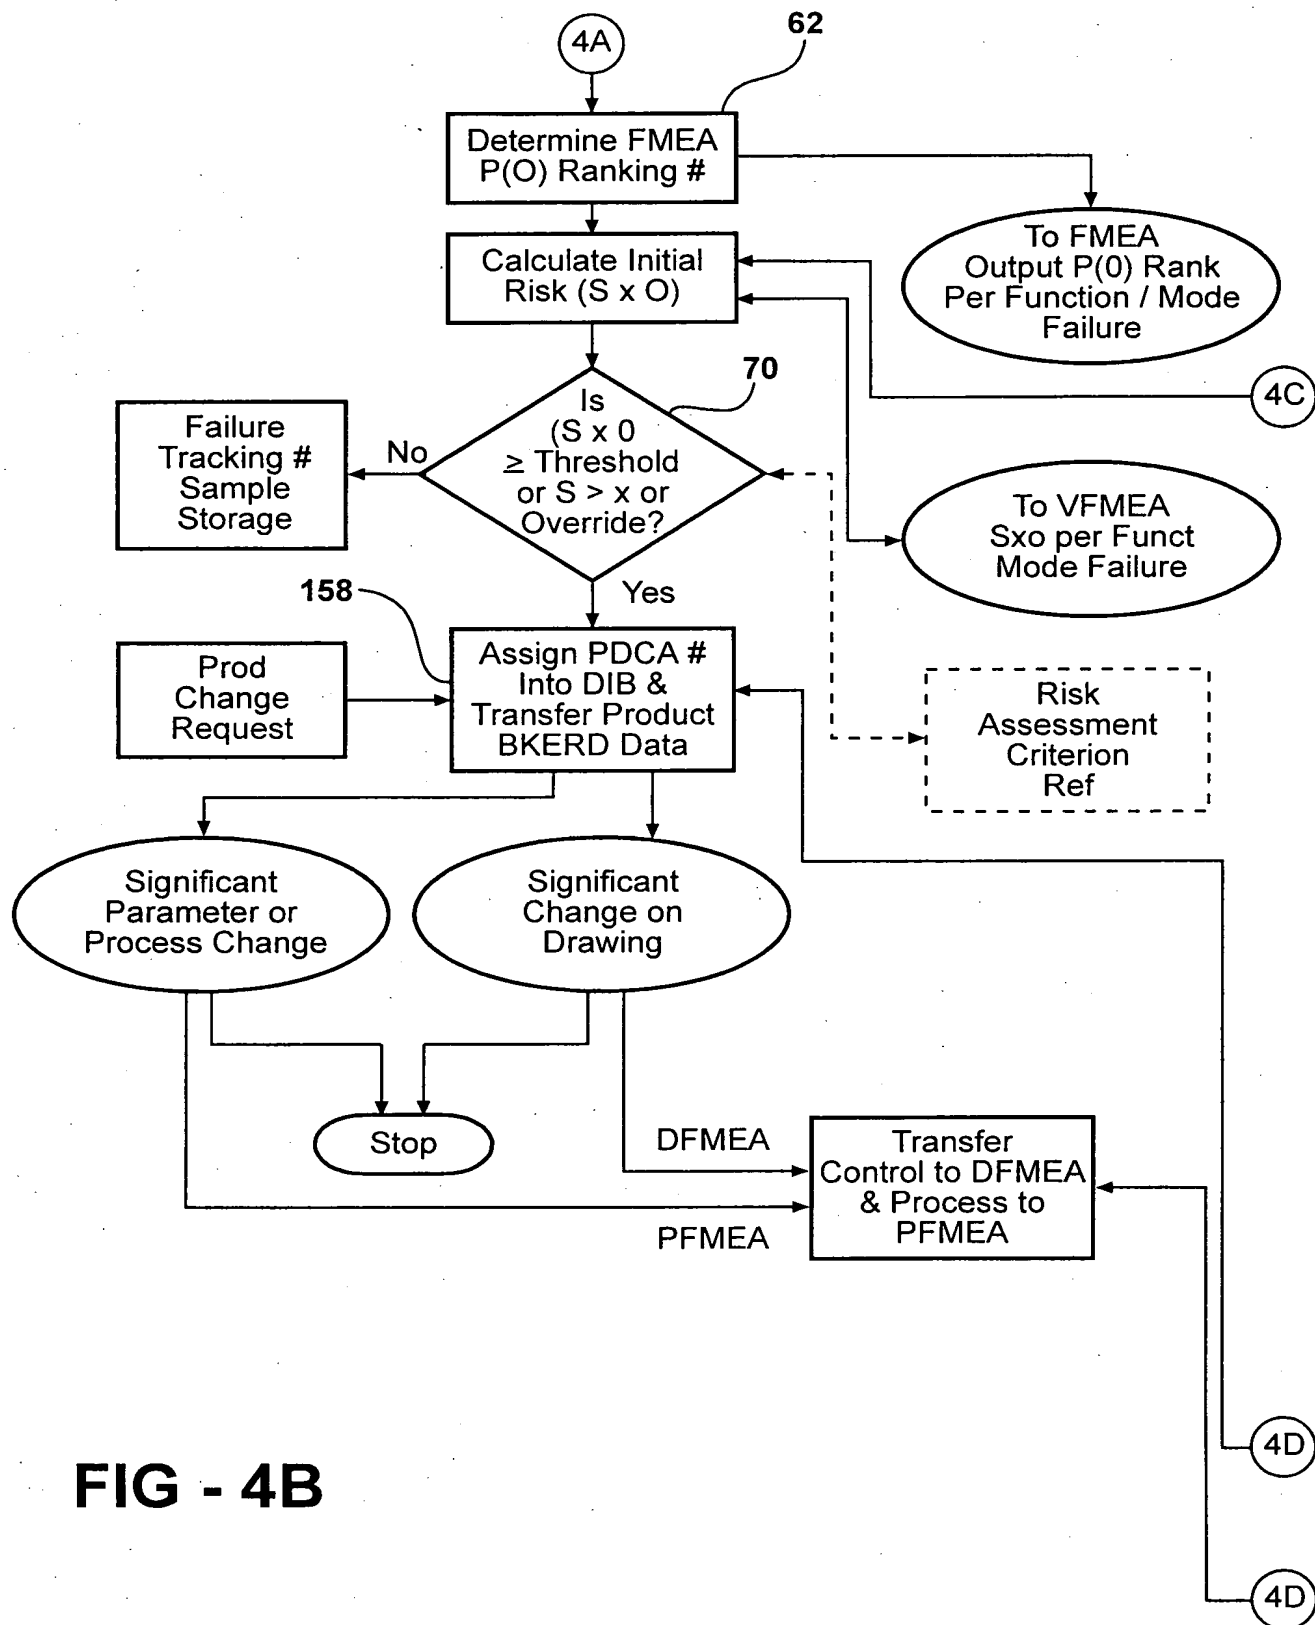 4A
62
Determine FMEA
P(O) Ranking #
To FMEA
Output P(0) Rank
Per Function / Mode
Failure
Calculate Initial
Risk (S x O)
4C
70
Is
(S x 0
≥ Threshold
or S > x or
Override?
No
Failure
Tracking #
Sample
Storage
To VFMEA
Sxo per Funct
Mode Failure
Yes
158
Assign PDCA #
Into DIB &
Transfer Product
BKERD Data
Prod
Change
Request
Risk
Assessment
Criterion
Ref
Significant
Parameter or
Process Change
Significant
Change on
Drawing
Stop
DFMEA
PFMEA
Transfer
Control to DFMEA
& Process to
PFMEA
4D
FIG - 4B
4D